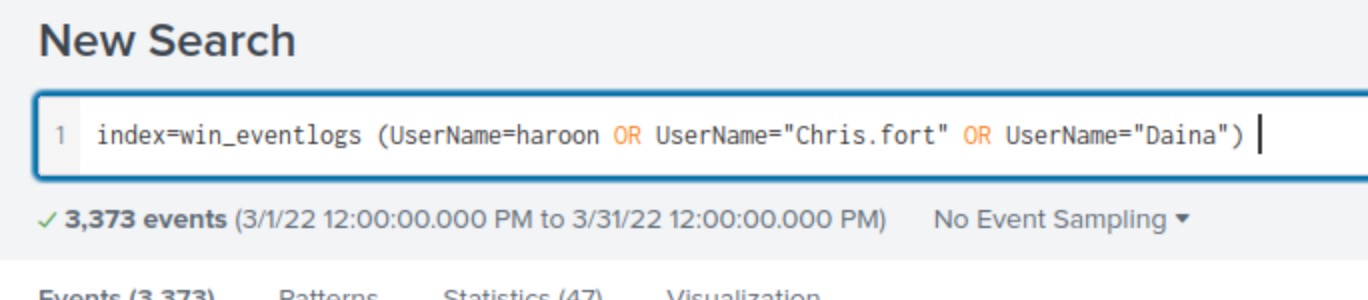 New Search
1 index=win_eventlogs (UserName=haroon OR UserName="Chris.fort" OR UserName="Daina")
3,373 events (3/1/22 12:00:00.000 PM to 3/31/22 12:00:00.000 PM) No Event Sampling
Events (3,373) Patterns Statistics (47) Visualization